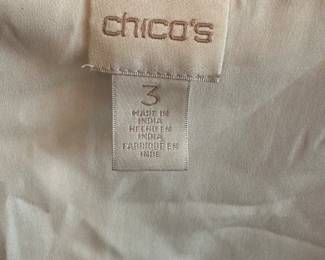 chico's
3
MADE IN
INDIA
HECHO EN
INDIA
FABRIQUÉ EN
INDE